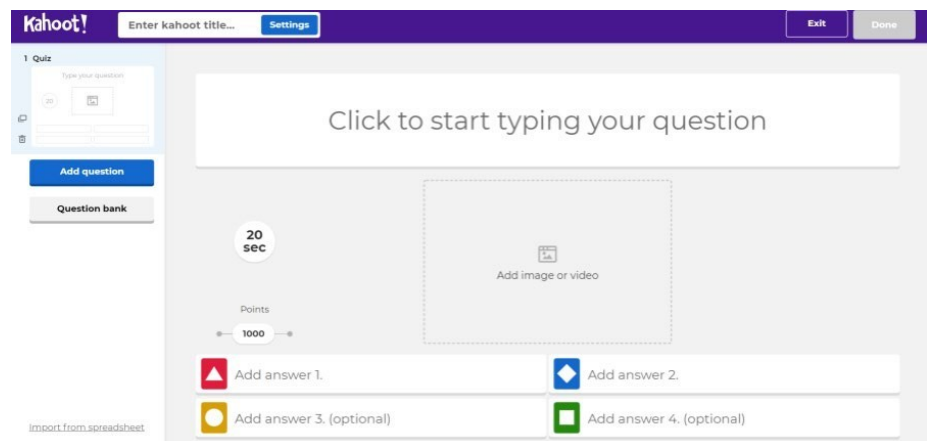 Kahoot!
Enter kahoot title...
Settings
Exit
Done
1 Quiz
Type your question
20
Add question
Question bank
Import from spreadsheet
Click to start typing your question
20
sec
Add image or video
Points
1000
Add answer 1.
Add answer 2.
Add answer 3. (optional)
Add answer 4. (optional)